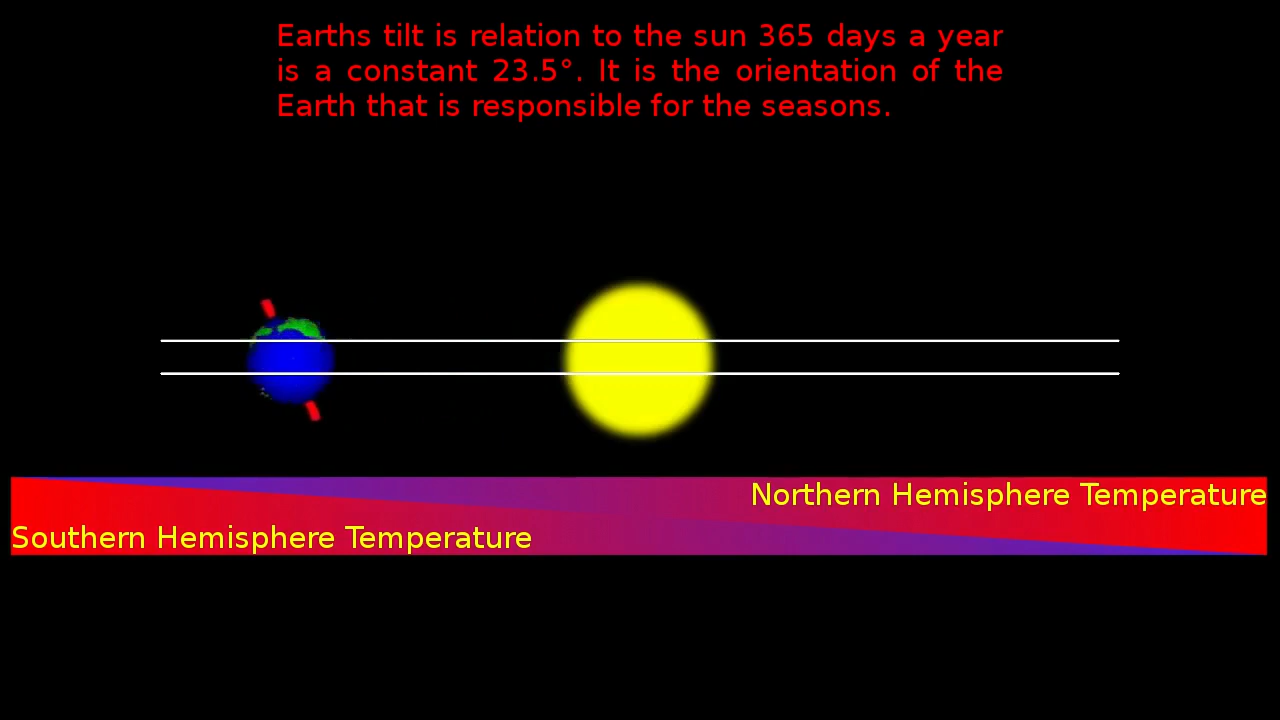 Earths tilt is relation to the sun 365 days a year
is a constant 23.5°. It is the orientation of the
Earth that is responsible for the seasons.
Northern Hemisphere Temperature
Southern Hemisphere Temperature